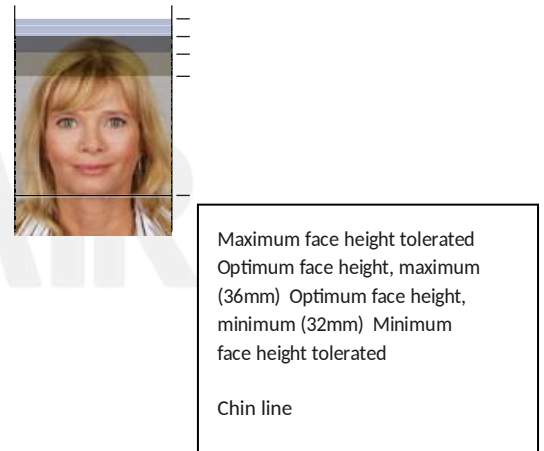 Maximum face height tolerated
Optimum face height, maximum
(36mm) Optimum face height,
minimum (32mm) Minimum
face height tolerated
Chin line